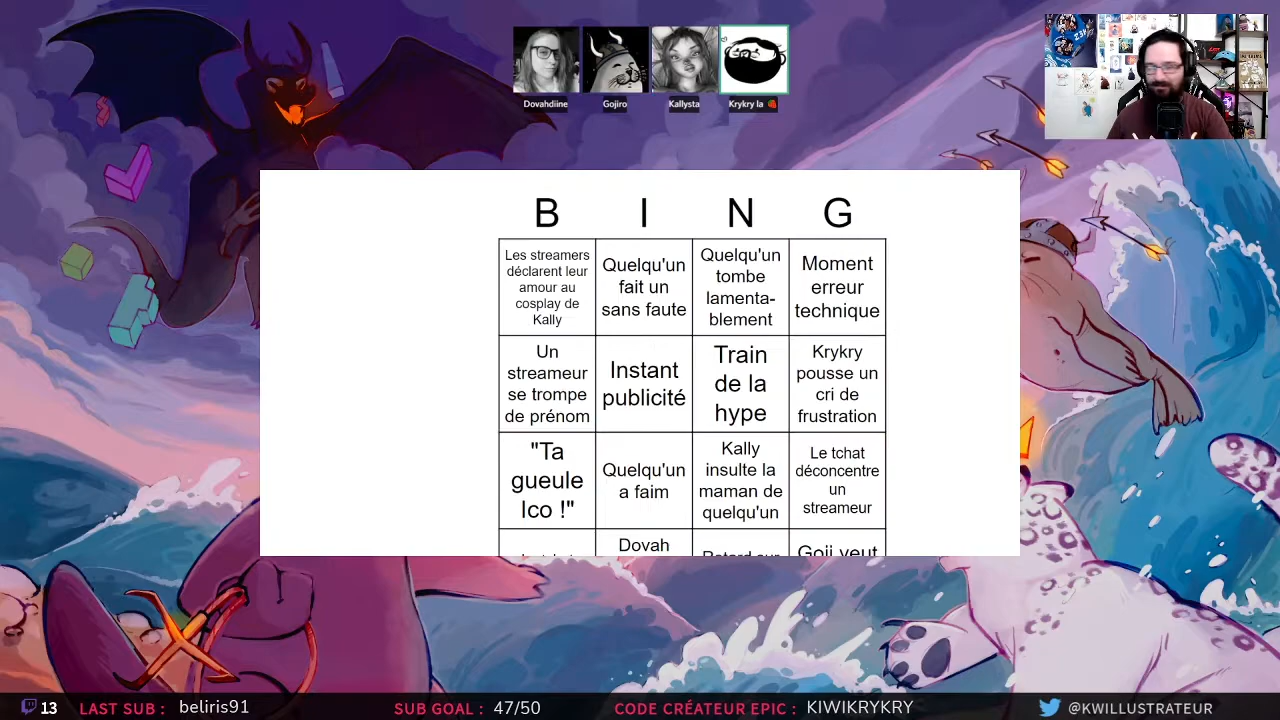 Dovahdiine
Gojiro
Kallysta
Krykry la
B I N G
Les streamers
déclarent leur
amour au
cosplay de
Kally
Quelqu'un
fait un
sans faute
Quelqu'un
tombe
lamenta-
blement
Moment
erreur
technique
Un
streameur
se trompe
de prénom
Instant
publicité
Train
de la
hype
Krykry
pousse un
cri de
frustration
"Ta
gueule
Ico !"
Quelqu'un
a faim
Kally
insulte la
maman de
quelqu'un
Le tchat
déconcentre
un
streameur
Dovah
Retard sur
Goji veut
13
LAST SUB : beliris91
SUB GOAL : 47/50
CODE CRÉATEUR EPIC : KIWIKRYKRY
@KWILLUSTRATEUR